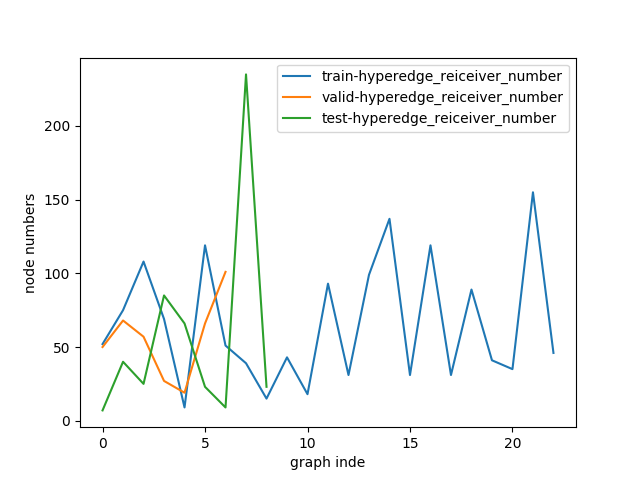 train-hyperedge_reiceiver_number
valid-hyperedge_reiceiver_number
test-hyperedge_reiceiver_number
200
150
100
50
0
node numbers
0 5 10 15 20
graph inde